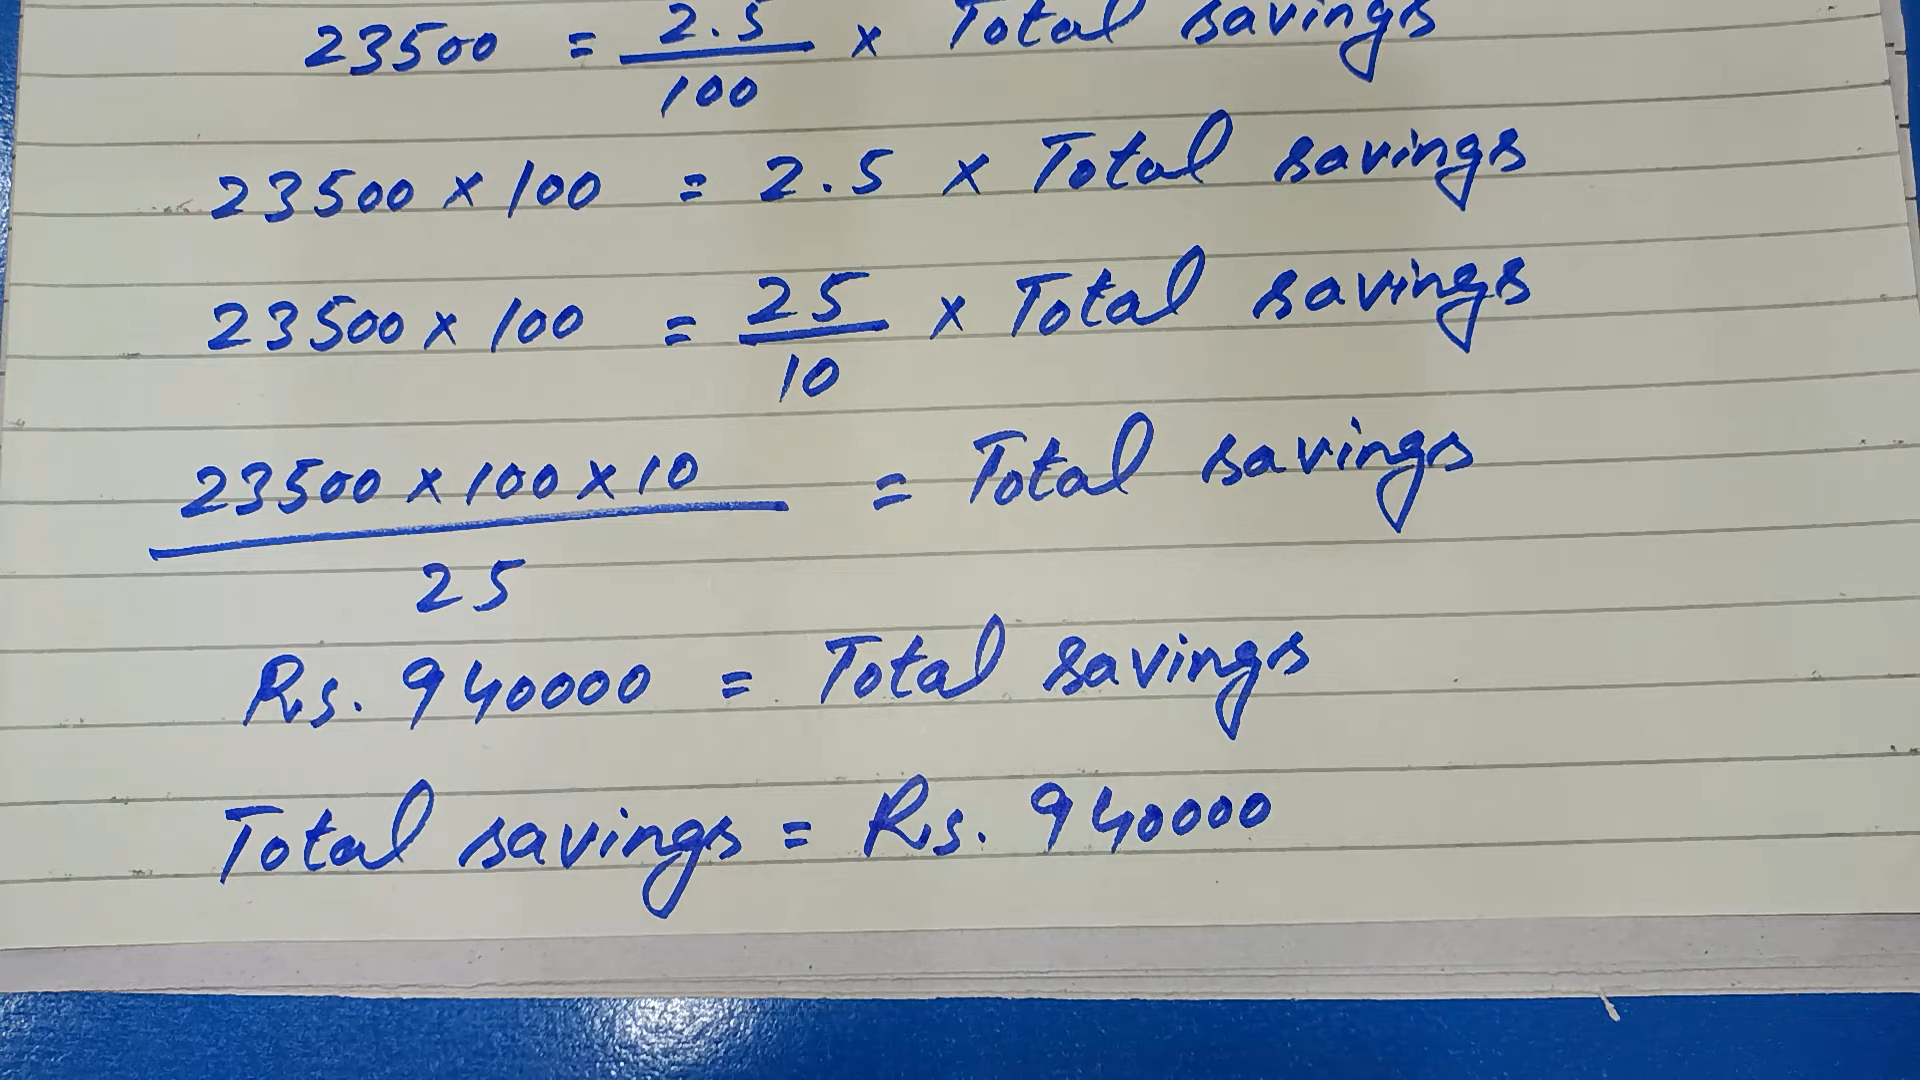 23500 = 2.5/100 × Total savings
23500 × 100 = 2.5 × Total savings
23500 × 100 = 25/10 × Total savings
23500 × 100 × 10/25 = Total savings
Rs. 940000 = Total savings
Total savings = Rs. 940000